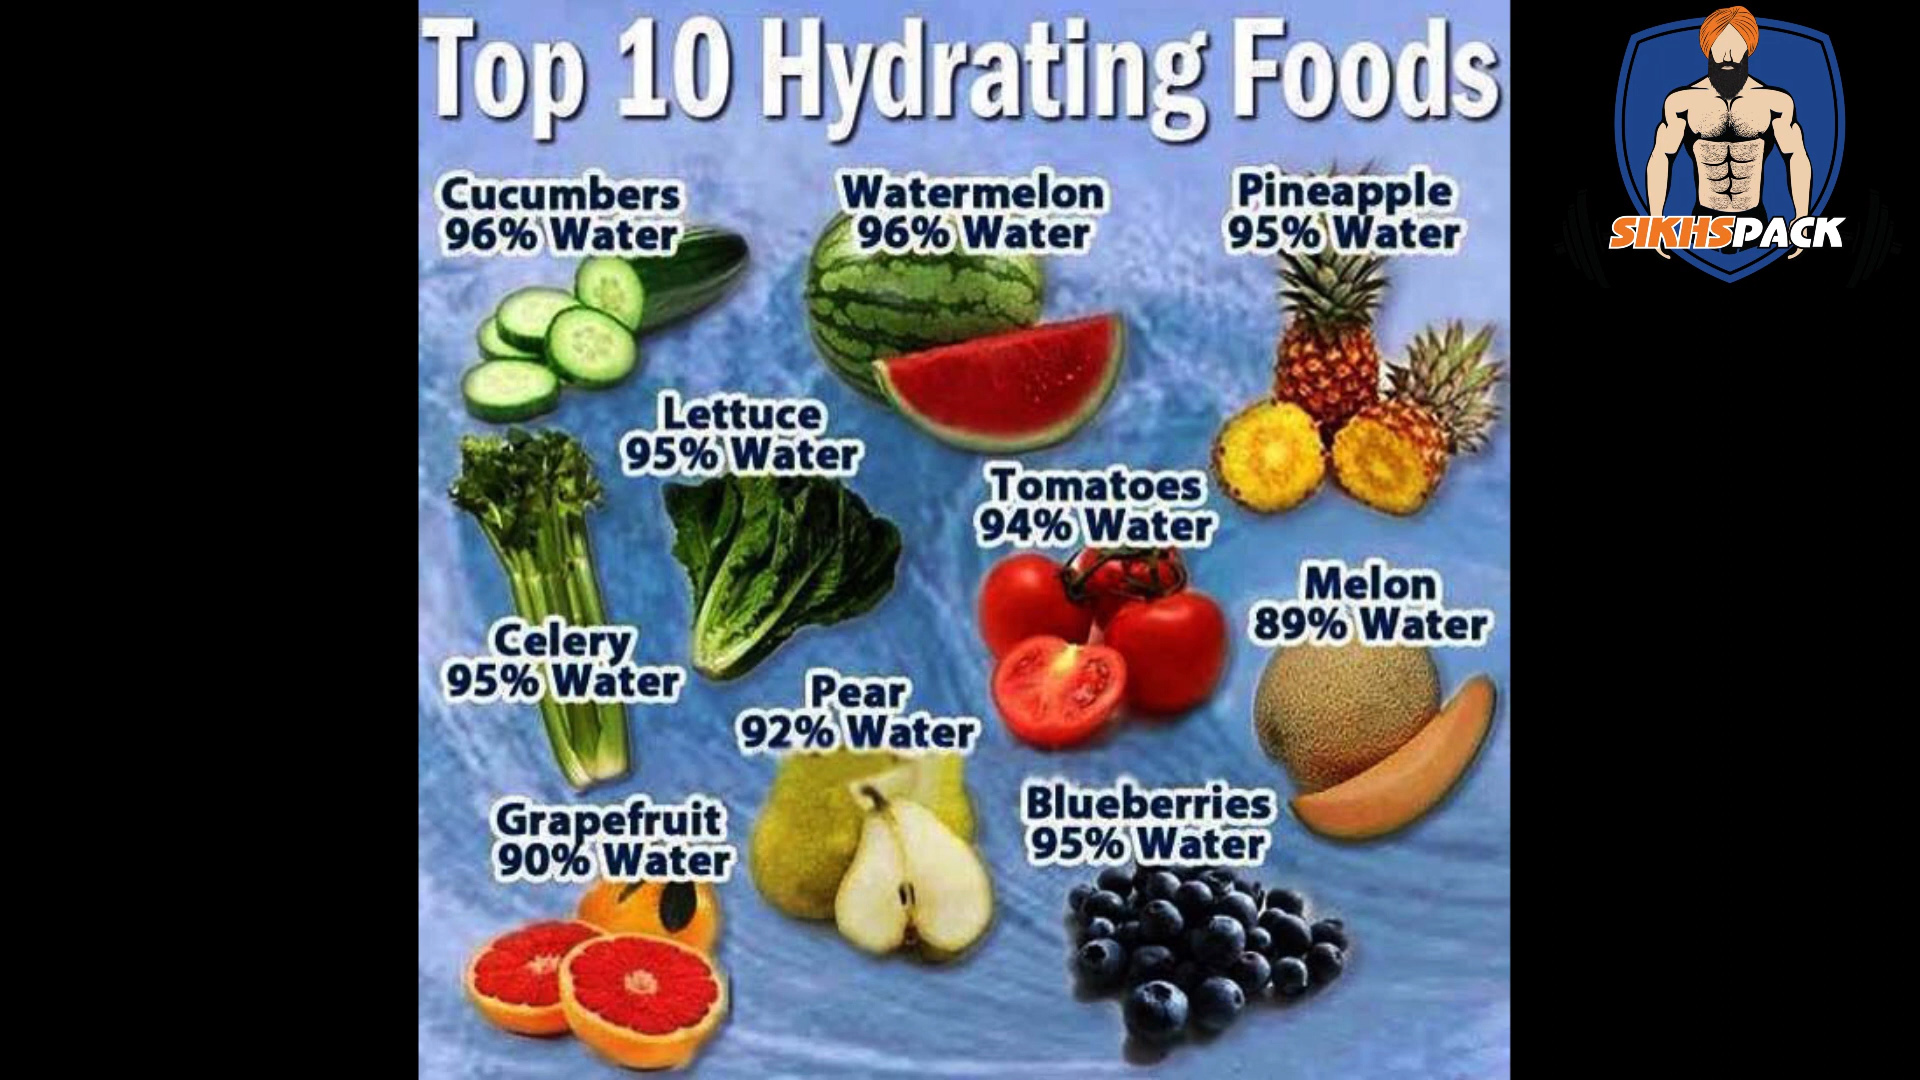 Top 10 Hydrating Foods
Cucumbers
96% Water
Watermelon
96% Water
Pineapple
95% Water
SIKHSPACK
Lettuce
95% Water
Tomatoes
94% Water
Melon
89% Water
Celery
95% Water
Pear
92% Water
Blueberries
95% Water
Grapefruit
90% Water